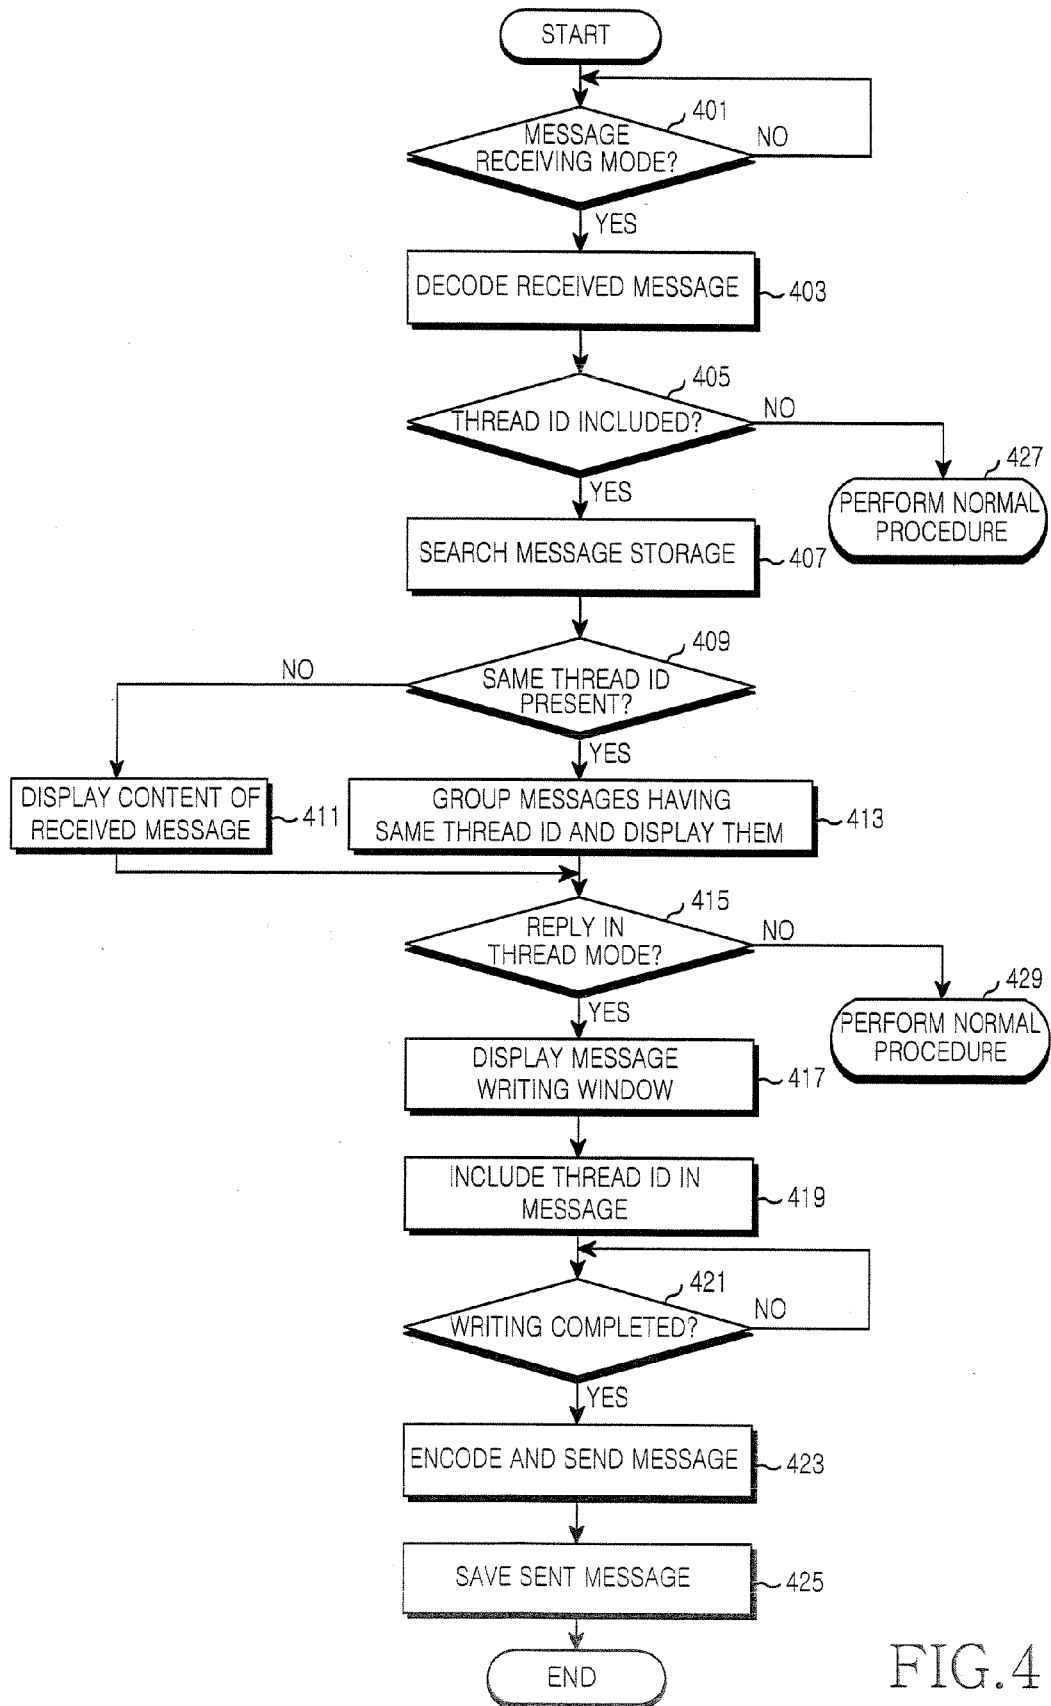 START
401
MESSAGE
RECEIVING MODE?
NO
YES
DECODE RECEIVED MESSAGE
403
405
THREAD ID INCLUDED?
NO
YES
427
PERFORM NORMAL
PROCEDURE
SEARCH MESSAGE STORAGE
407
409
SAME THREAD ID
PRESENT?
NO
YES
DISPLAY CONTENT OF
RECEIVED MESSAGE
411
GROUP MESSAGES HAVING
SAME THREAD ID AND DISPLAY THEM
413
415
REPLY IN
THREAD MODE?
NO
YES
429
PERFORM NORMAL
PROCEDURE
DISPLAY MESSAGE
WRITING WINDOW
417
INCLUDE THREAD ID IN
MESSAGE
419
421
WRITING COMPLETED?
NO
YES
ENCODE AND SEND MESSAGE
423
SAVE SENT MESSAGE
425
END
FIG.4